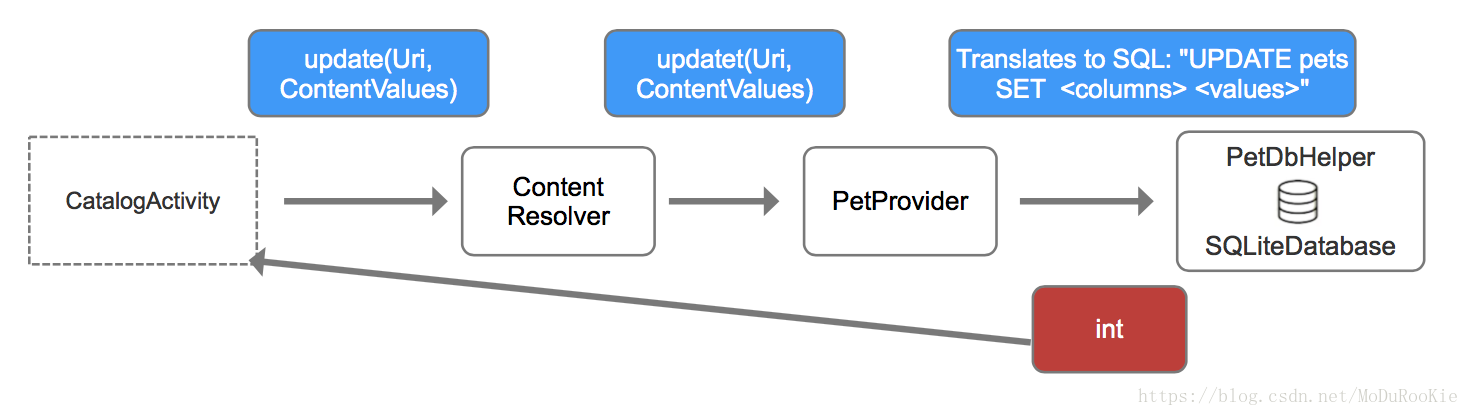 update(Uri,
ContentValues)
updatet(Uri,
ContentValues)
Translates to SQL: "UPDATE pets
SET <columns> <values>"
CatalogActivity
Content
Resolver
PetProvider
PetDbHelper
SQLiteDatabase
int
https://blog.csdn.net/MoDuRooKie